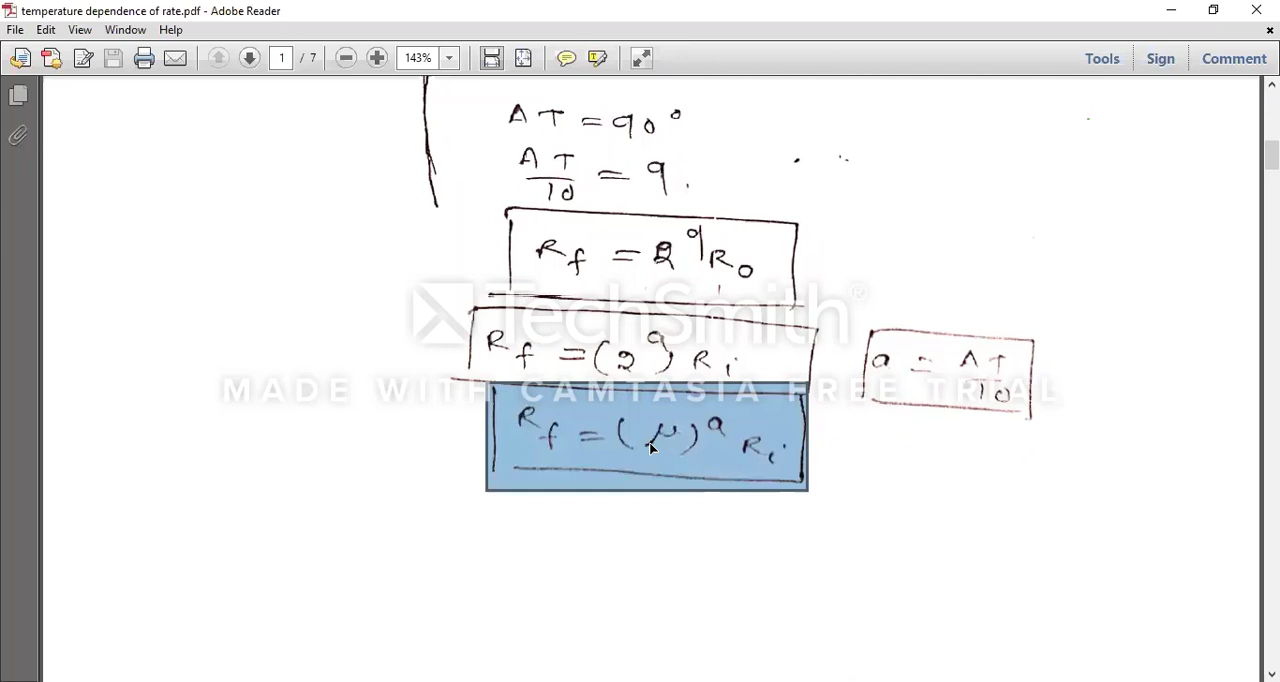 temperature dependence of rate.pdf - Adobe Reader
File Edit View Window Help
1 / 7 143% Tools Sign Comment
ΔT = 90°
ΔT/10 = 9.
Rf = 2^9 R0
TechSmith®
Rf = (2^a) Ri
a = ΔT/10
MADE WITH CAMTASIA FREE TRIAL
Rf = (μ)^a Ri